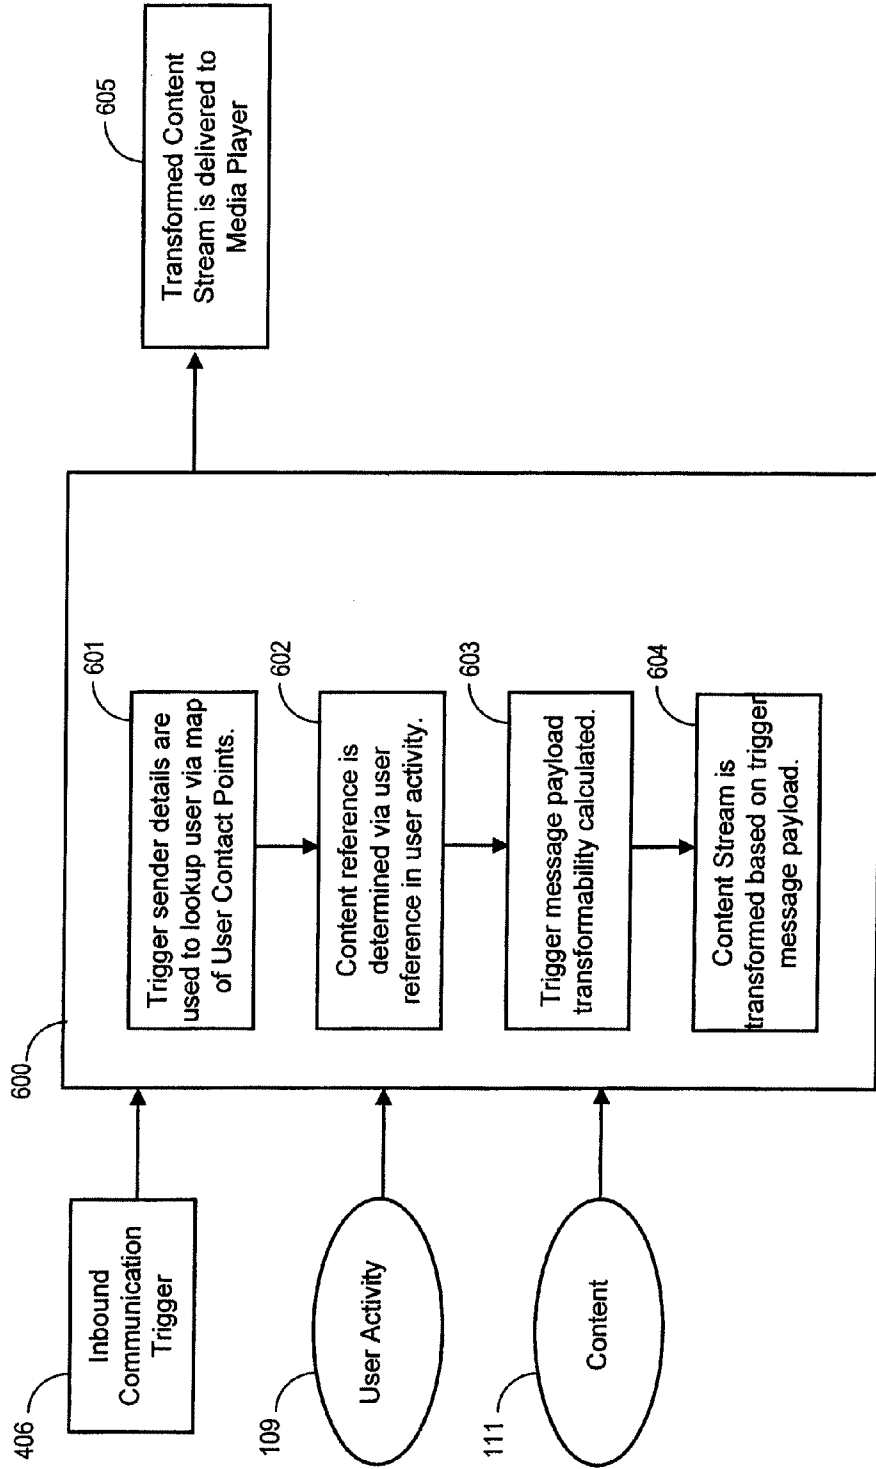 406
Inbound
Communication
Trigger
109
User Activity
111
Content
600
601
Trigger sender details are
used to lookup user via map
of User Contact Points.
602
Content reference is
determined via user
reference in user activity.
603
Trigger message payload
transformability calculated.
604
Content Stream is
transformed based on trigger
message payload.
605
Transformed Content
Stream is delivered to
Media Player